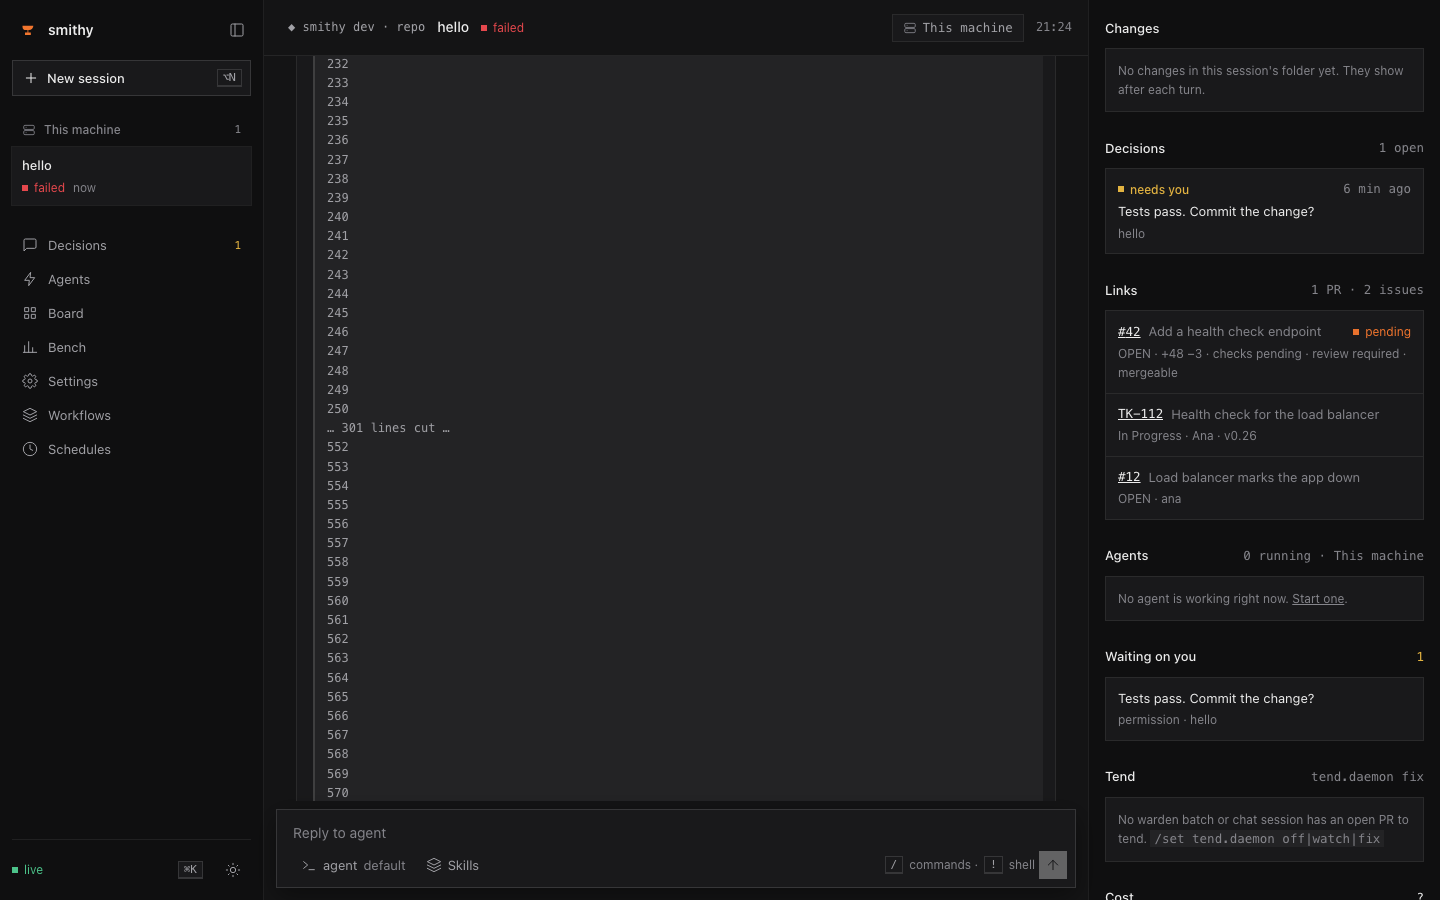 smithy
New session
⌥N
This machine
1
hello
failed now
Decisions
1
Agents
Board
Bench
Settings
Workflows
Schedules
live
⌘K
◆ smithy dev · repo hello failed
This machine
21:24
232
233
234
235
236
237
238
239
240
241
242
243
244
245
246
247
248
249
250
… 301 lines cut …
552
553
554
555
556
557
558
559
560
561
562
563
564
565
566
567
568
569
570
Reply to agent
agent default
Skills
/ commands · ! shell
Changes
No changes in this session's folder yet. They show
after each turn.
Decisions
1 open
needs you
6 min ago
Tests pass. Commit the change?
hello
Links
1 PR · 2 issues
#42 Add a health check endpoint
pending
OPEN · +48 −3 · checks pending · review required ·
mergeable
TK-112 Health check for the load balancer
In Progress · Ana · v0.26
#12 Load balancer marks the app down
OPEN · ana
Agents
0 running · This machine
No agent is working right now. Start one.
Waiting on you
1
Tests pass. Commit the change?
permission · hello
Tend
tend.daemon fix
No warden batch or chat session has an open PR to
tend. /set tend.daemon off|watch|fix
Cost
?